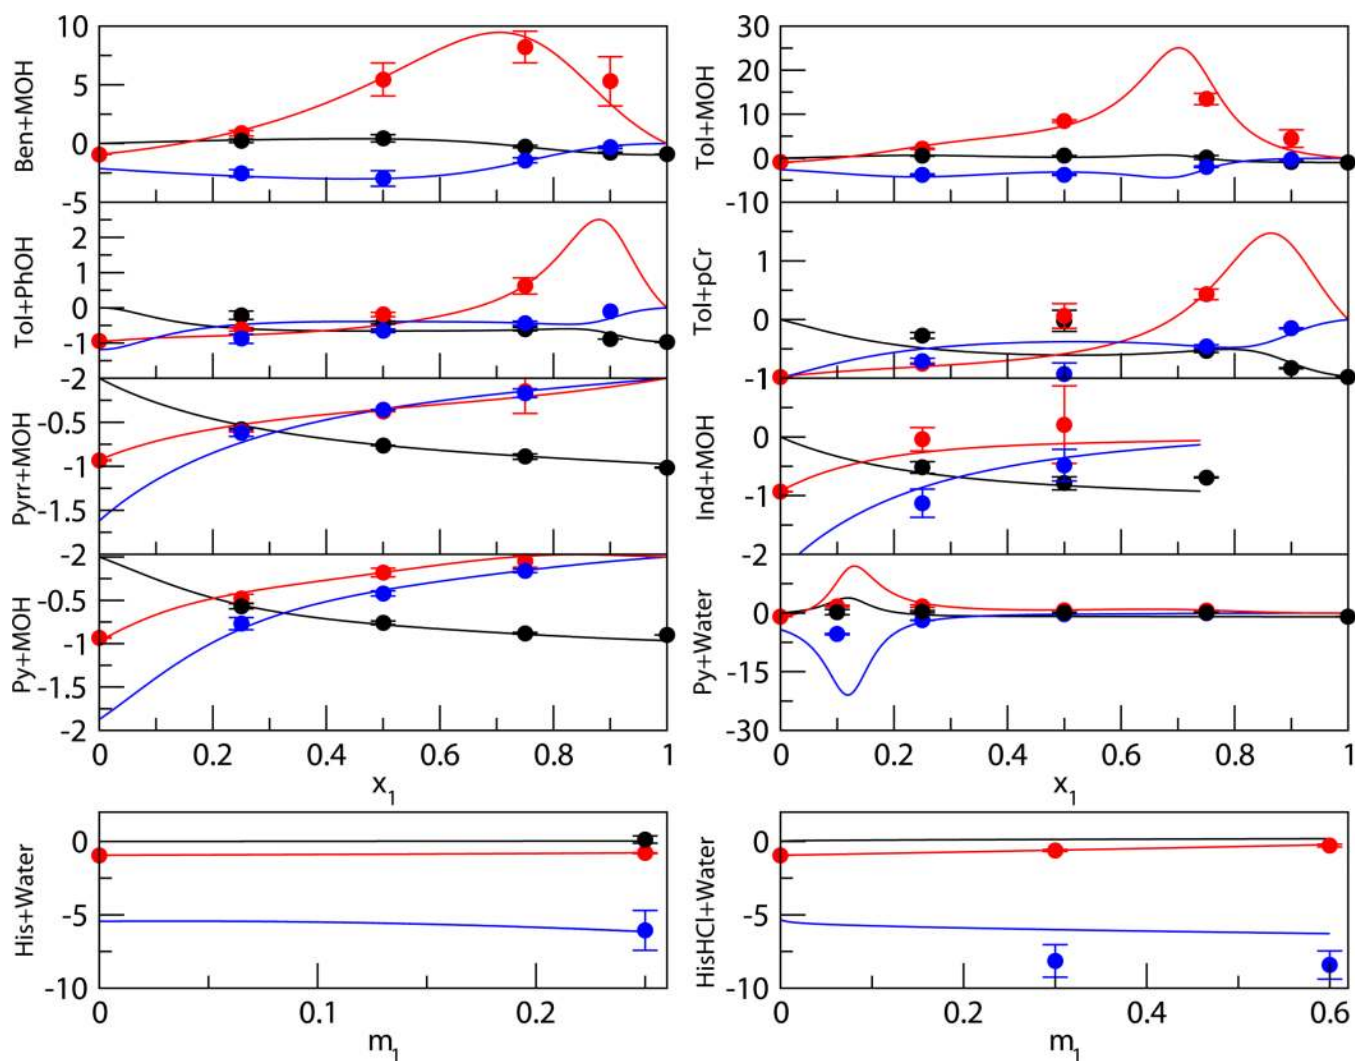 10
5
0
-5
Ben+MOH
30
20
10
0
-10
Tol+MOH
2
1
0
-1
-2
Tol+PhOH
1
0
-1
Tol+pCr
-0.5
-1
-1.5
-2
Pyrr+MOH
0
-1
-2
Ind+MOH
-0.5
-1
-1.5
-2
Py+MOH
2
0
-15
-30
Py+Water
0 0.2 0.4 0.6 0.8 1
x1
0 0.2 0.4 0.6 0.8 1
x1
0
-5
-10
His+Water
0 0.1 0.2
m1
0
-5
-10
HisHCl+Water
0 0.2 0.4 0.6
m1